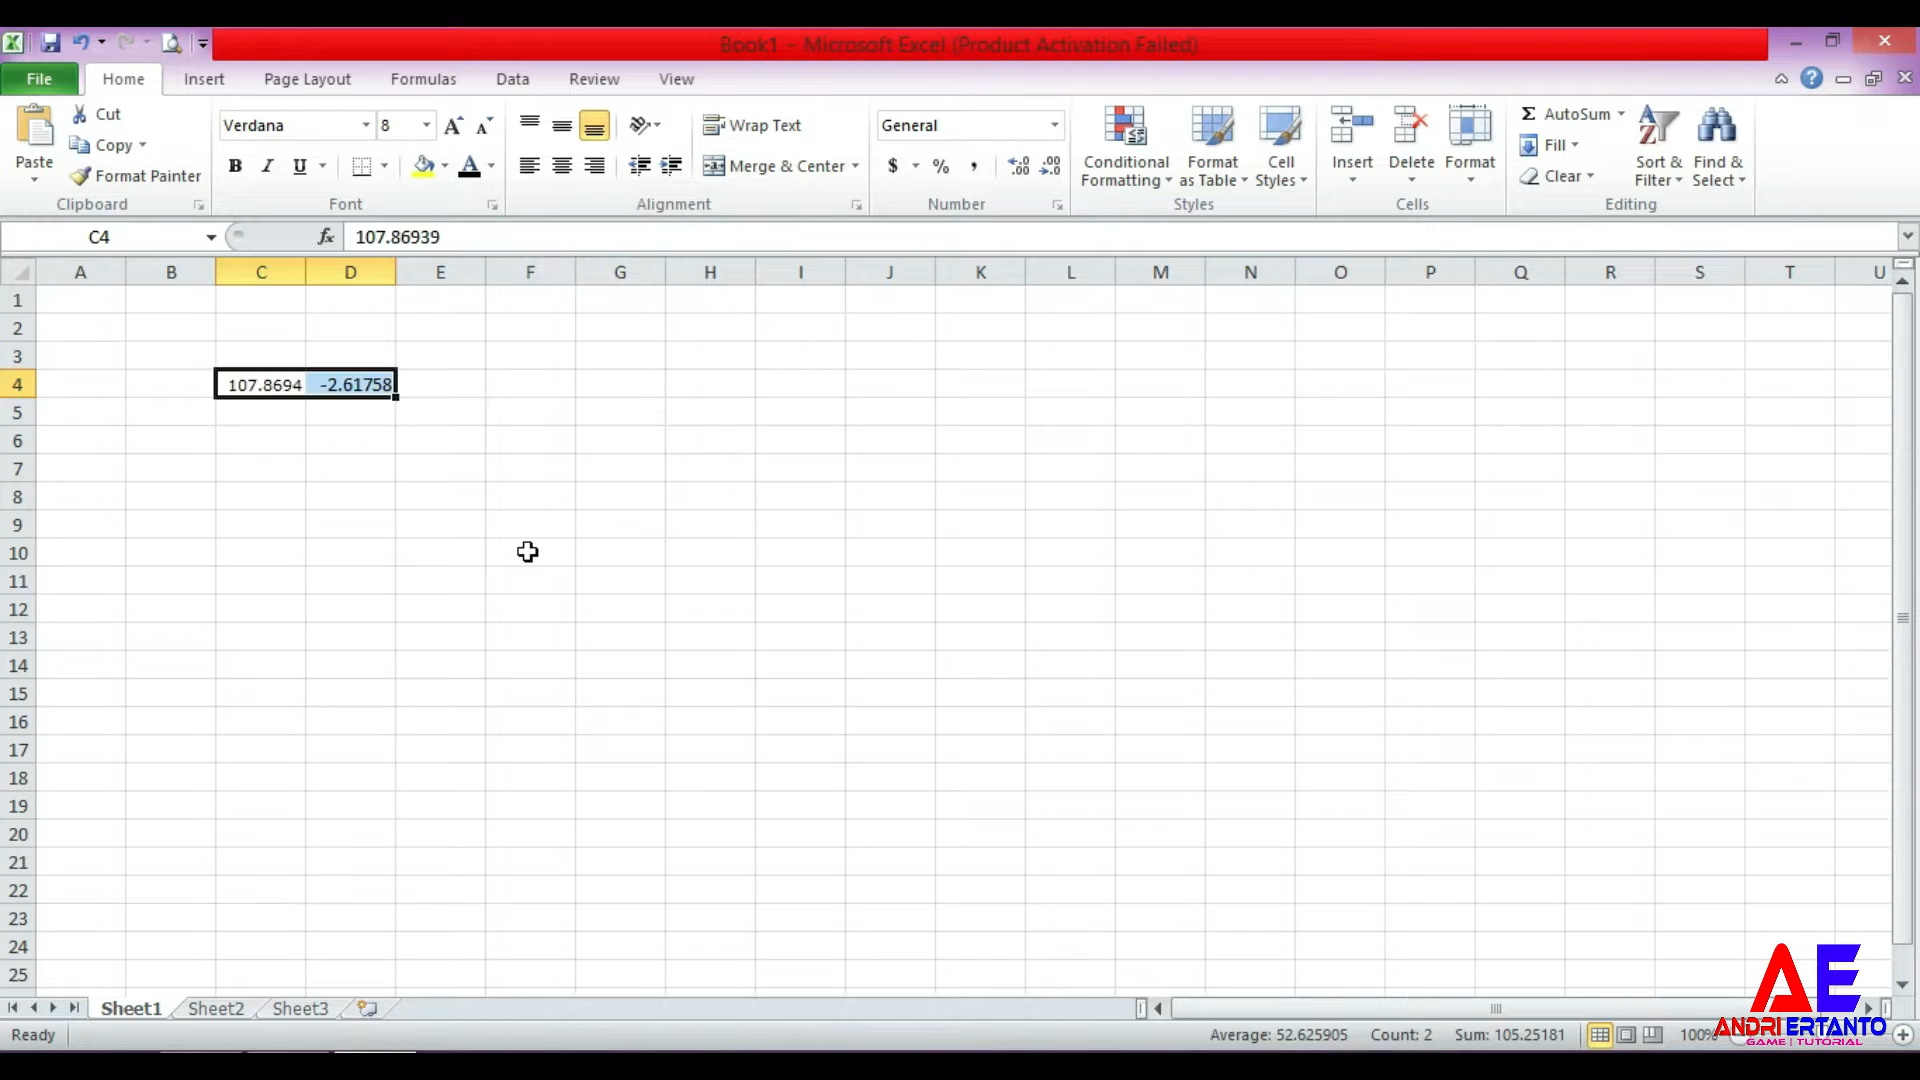 Book1 - Microsoft Excel (Product Activation Failed)
File Home Insert Page Layout Formulas Data Review View
Paste
Cut
Copy
Format Painter
Clipboard
Verdana 8
B I U
Font
Wrap Text
Merge & Center
Alignment
General
$ % ,
Number
Conditional
Formatting
Format
as Table
Cell
Styles
Styles
Insert Delete Format
Cells
Σ AutoSum
Fill
Clear
Sort &
Filter
Find &
Select
Editing
C4 fx 107.86939
A B C D E F G H I J K L M N O P Q R S T U
1
2
3
4 107.8694 -2.61758
5
6
7
8
9
10
11
12
13
14
15
16
17
18
19
20
21
22
23
24
25
Sheet1 Sheet2 Sheet3
Ready Average: 52.625905 Count: 2 Sum: 105.25181 100%
AE
ANDRI ERTANTO
GAME | TUTORIAL